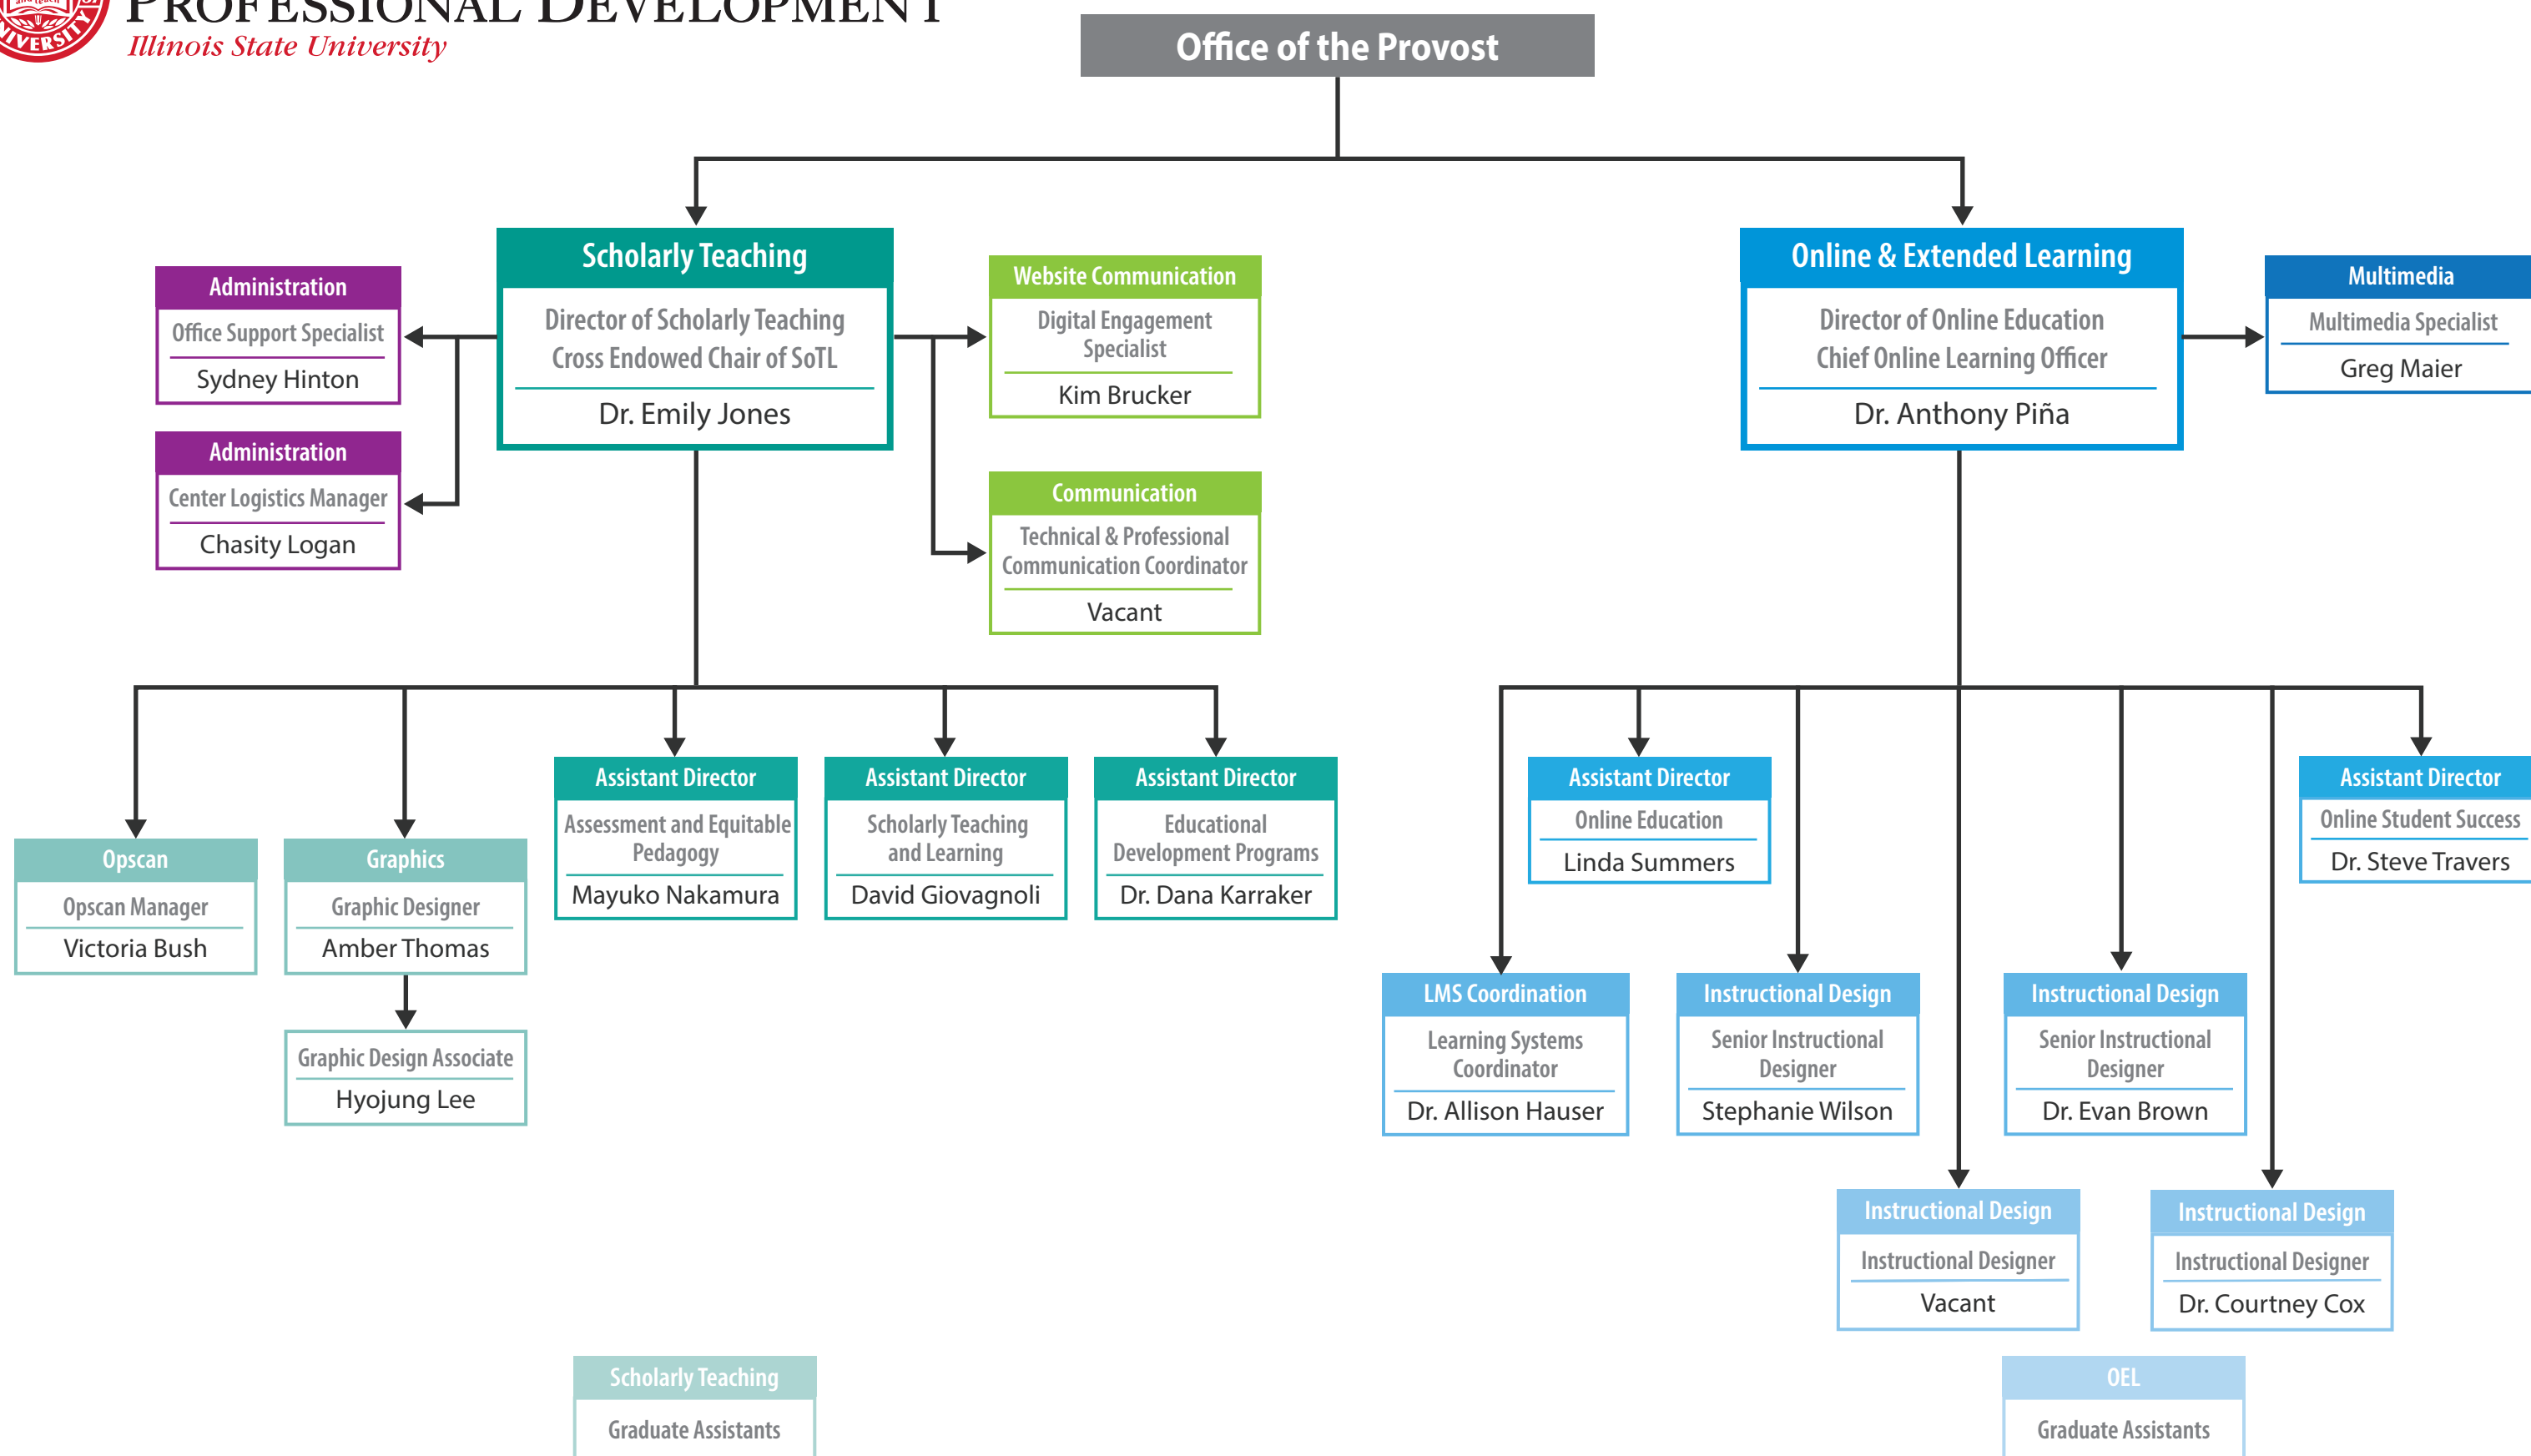 PROFESSIONAL DEVELOPMENT
Illinois State University
Office of the Provost
Scholarly Teaching
Director of Scholarly Teaching
Cross Endowed Chair of SoTL
Dr. Emily Jones
Administration
Office Support Specialist
Sydney Hinton
Administration
Center Logistics Manager
Chasity Logan
Website Communication
Digital Engagement
Specialist
Kim Brucker
Communication
Technical & Professional
Communication Coordinator
Vacant
Online & Extended Learning
Director of Online Education
Chief Online Learning Officer
Dr. Anthony Piña
Multimedia
Multimedia Specialist
Greg Maier
Opscan
Opscan Manager
Victoria Bush
Graphics
Graphic Designer
Amber Thomas
Graphic Design Associate
Hyojung Lee
Assistant Director
Assessment and Equitable
Pedagogy
Mayuko Nakamura
Assistant Director
Scholarly Teaching
and Learning
David Giovagnoli
Assistant Director
Educational
Development Programs
Dr. Dana Karraker
Assistant Director
Online Education
Linda Summers
Assistant Director
Online Student Success
Dr. Steve Travers
LMS Coordination
Learning Systems
Coordinator
Dr. Allison Hauser
Instructional Design
Senior Instructional
Designer
Stephanie Wilson
Instructional Design
Senior Instructional
Designer
Dr. Evan Brown
Instructional Design
Instructional Designer
Vacant
Instructional Design
Instructional Designer
Dr. Courtney Cox
Scholarly Teaching
Graduate Assistants
OEL
Graduate Assistants